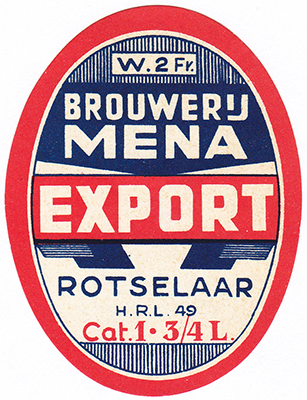 W. 2 Fr.
BROUWERIJ
MENA
EXPORT
ROTSELAAR
H.R.L. 49
Cat. 1 • 3/4 L.